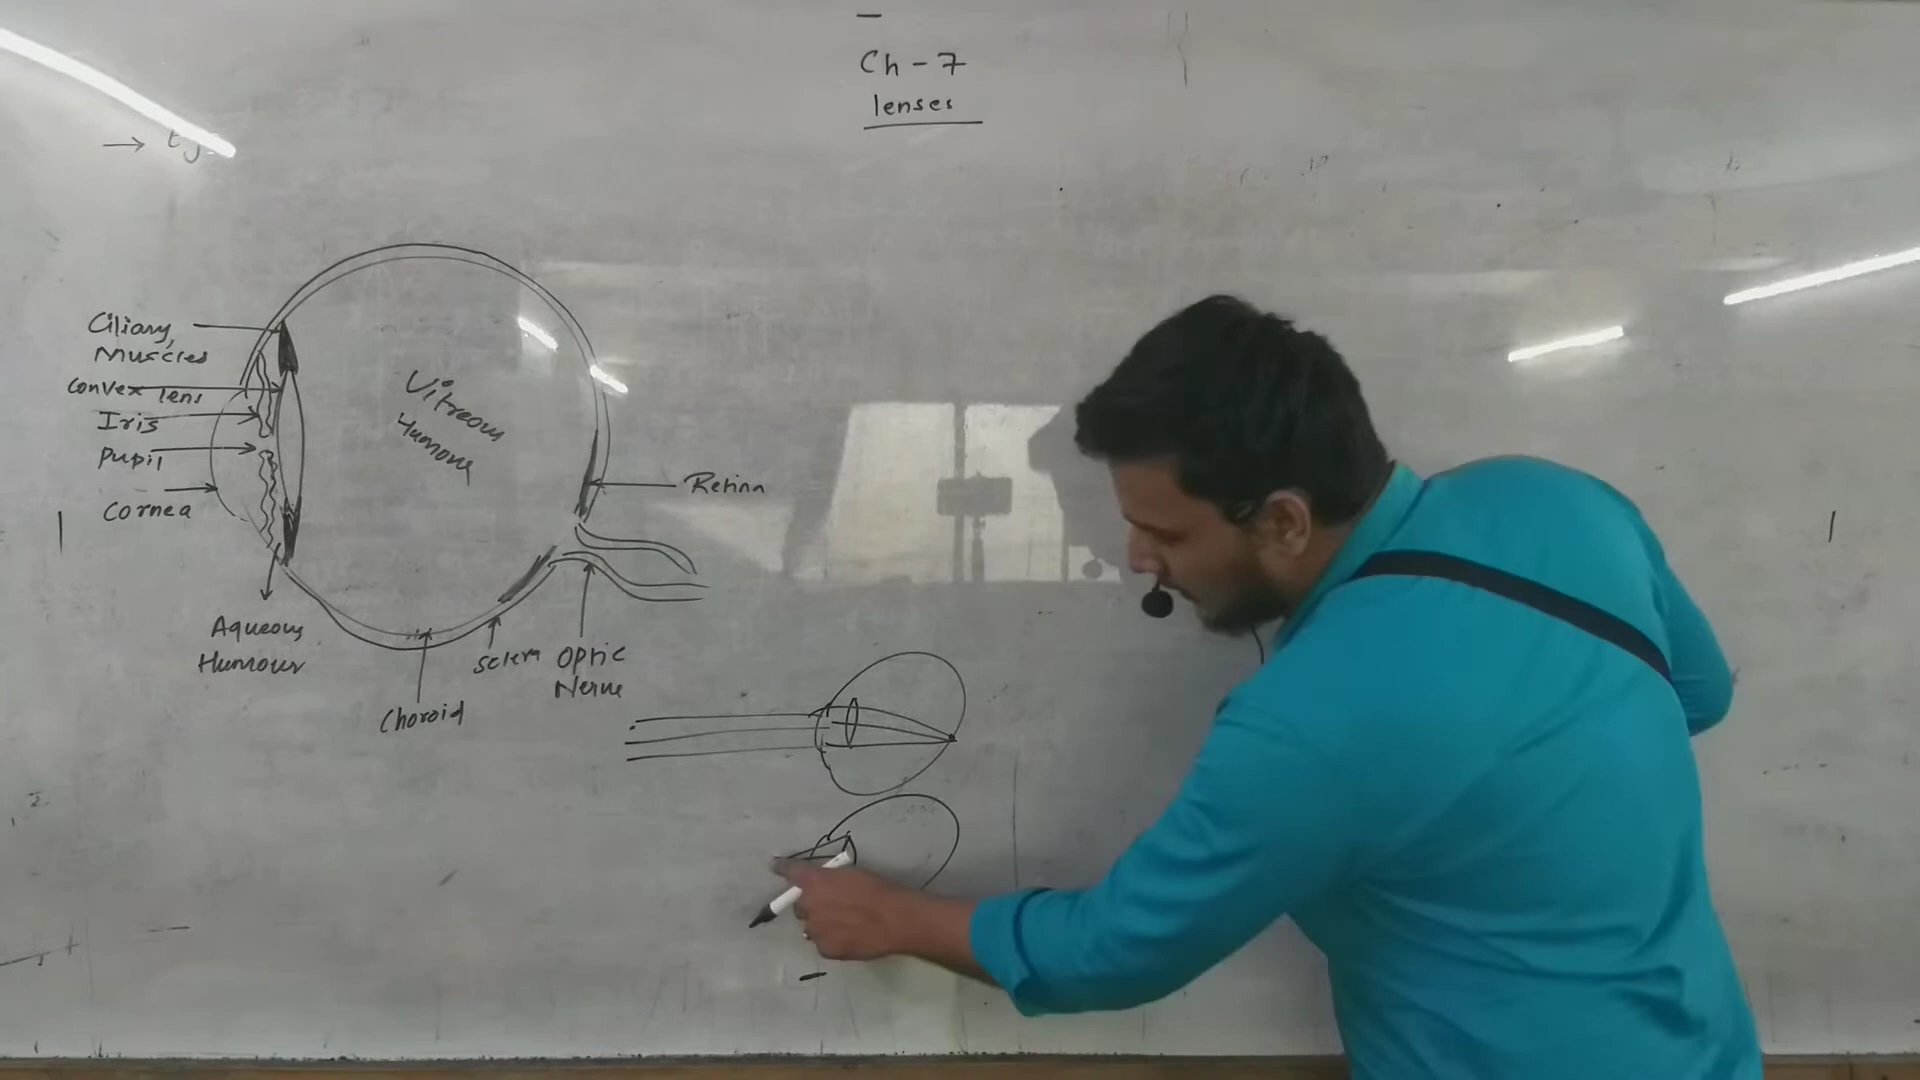 Ch - 7
lenses
Ciliary
Muscles
Convex lens
Iris
Pupil
Cornea
Vitreous
Humour
Retina
Aqueous
Humour
Sclera
Optic
Nerve
Choroid